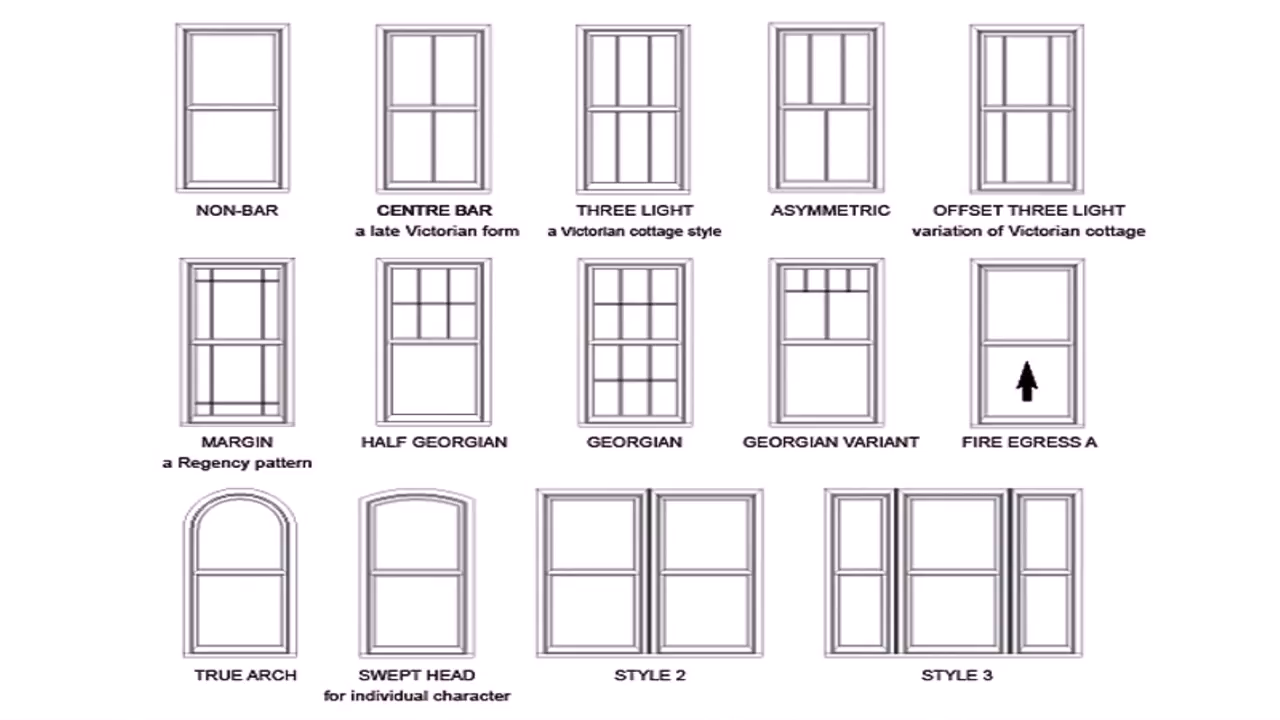 NON-BAR
CENTRE BAR
a late Victorian form
THREE LIGHT
a Victorian cottage style
ASYMMETRIC
OFFSET THREE LIGHT
variation of Victorian cottage
MARGIN
a Regency pattern
HALF GEORGIAN
GEORGIAN
GEORGIAN VARIANT
FIRE EGRESS A
TRUE ARCH
SWEPT HEAD
for individual character
STYLE 2
STYLE 3